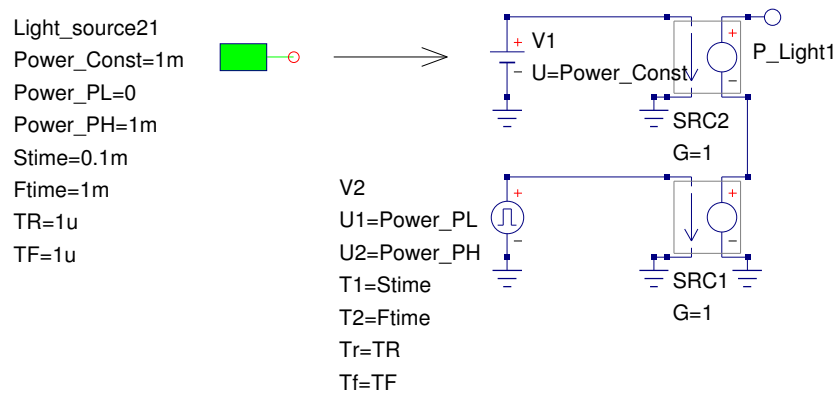 Light_source21
Power_Const=1m
Power_PL=0
Power_PH=1m
Stime=0.1m
Ftime=1m
TR=1u
TF=1u
V1
U=Power_Const
P_Light1
SRC2
G=1
V2
U1=Power_PL
U2=Power_PH
T1=Stime
T2=Ftime
Tr=TR
Tf=TF
SRC1
G=1